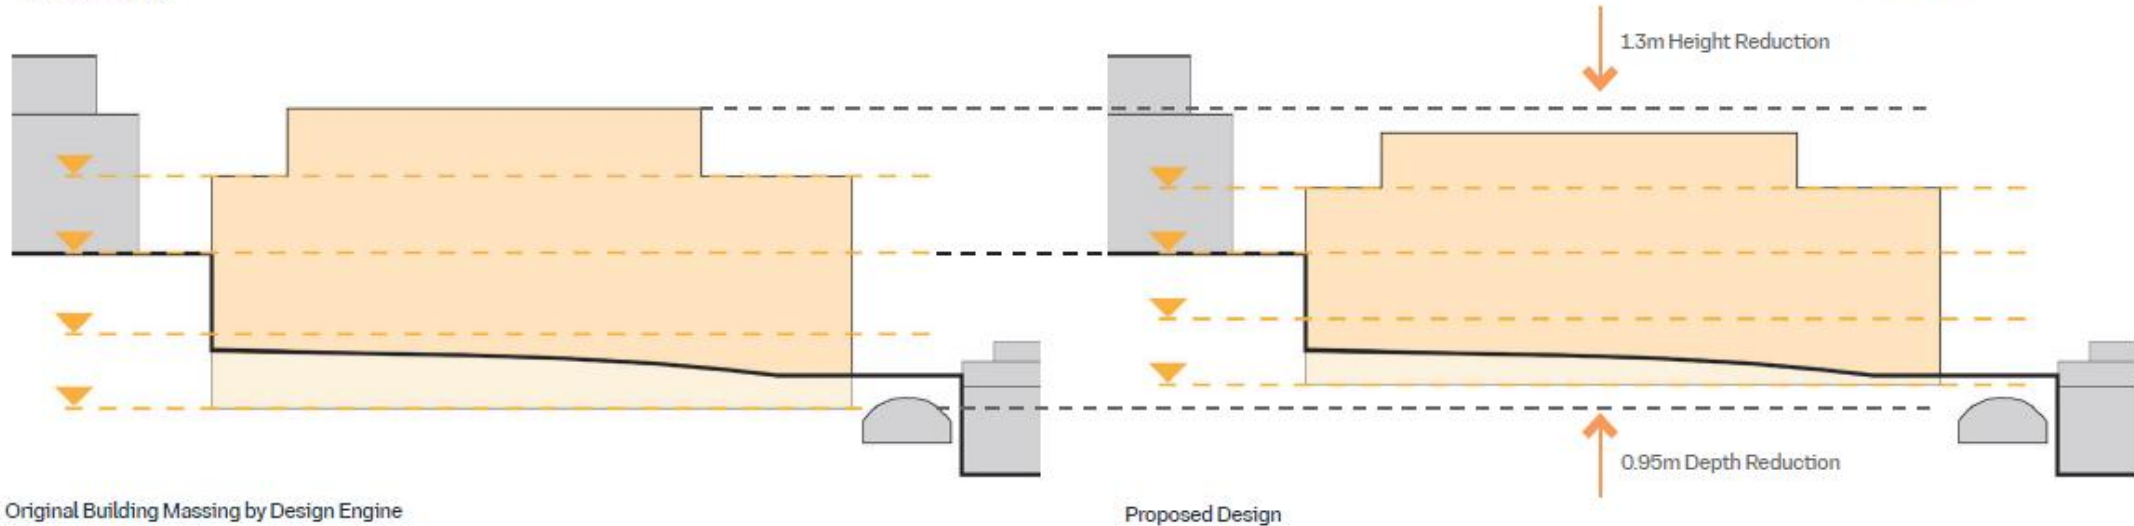 1.3m Height Reduction
0.95m Depth Reduction
Original Building Massing by Design Engine
Proposed Design